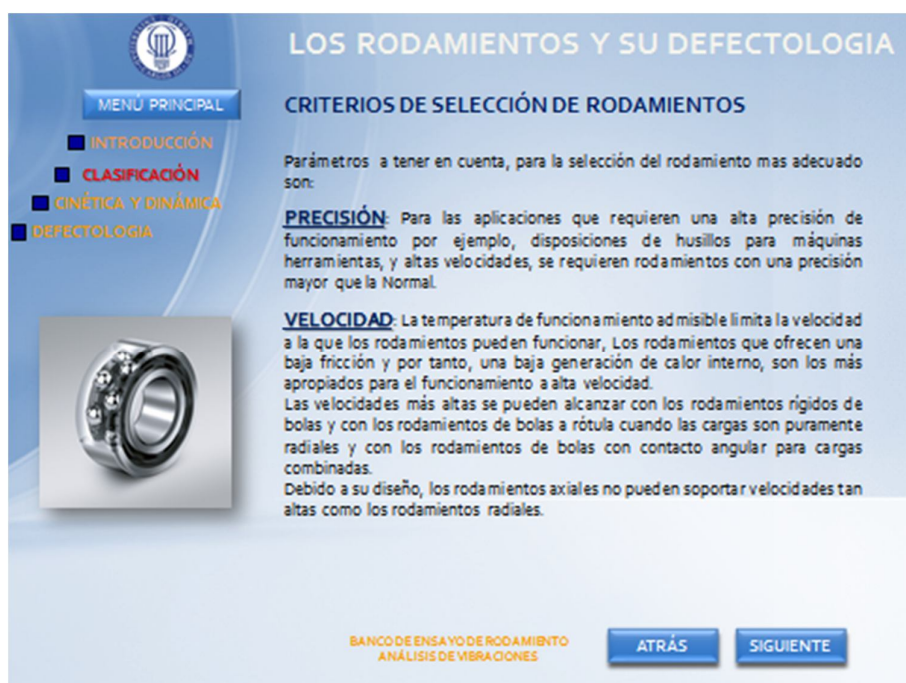 LOS RODAMIENTOS Y SU DEFECTOLOGIA
MENÚ PRINCIPAL
INTRODUCCIÓN
CLASIFICACIÓN
CINÉTICA Y DINÁMICA
DEFECTOLOGIA
CRITERIOS DE SELECCIÓN DE RODAMIENTOS
Parámetros a tener en cuenta, para la selección del rodamiento mas adecuado
son:
PRECISIÓN: Para las aplicaciones que requieren una alta precisión de
funcionamiento por ejemplo, disposiciones de husillos para máquinas
herramientas, y altas velocidades, se requieren rodamientos con una precisión
mayor que la Normal.
VELOCIDAD: La temperatura de funcionamiento admisible limita la velocidad
a la que los rodamientos pueden funcionar, Los rodamientos que ofrecen una
baja fricción y por tanto, una baja generación de calor interno, son los más
apropiados para el funcionamiento a alta velocidad.
Las velocidades más altas se pueden alcanzar con los rodamientos rígidos de
bolas y con los rodamientos de bolas a rótula cuando las cargas son puramente
radiales y con los rodamientos de bolas con contacto angular para cargas
combinadas.
Debido a su diseño, los rodamientos axiales no pueden soportar velocidades tan
altas como los rodamientos radiales.
BANCO DE ENSAYO DE RODAMIENTO
ANÁLISIS DE VIBRACIONES
ATRÁS
SIGUIENTE